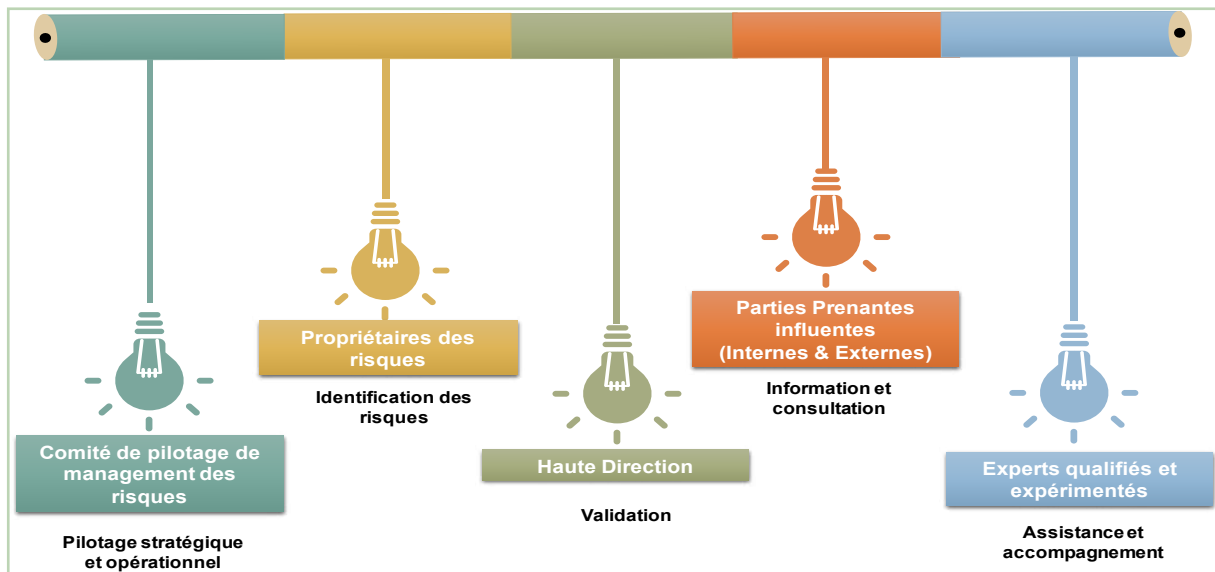 Comité de pilotage de
management des
risques
Pilotage stratégique
et opérationnel
Propriétaires des
risques
Identification des
risques
Haute Direction
Validation
Parties Prenantes
influentes
(Internes & Externes)
Information et
consultation
Experts qualifiés et
expérimentés
Assistance et
accompagnement